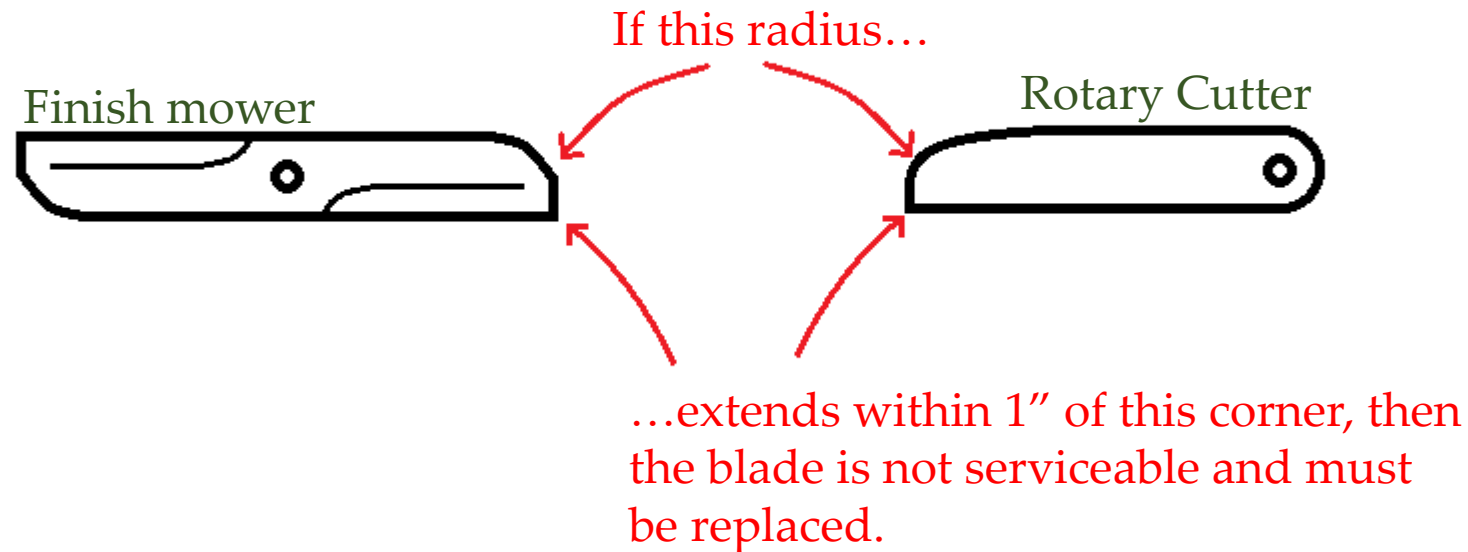 If this radius…
Finish mower
Rotary Cutter
…extends within 1” of this corner, then
the blade is not serviceable and must
be replaced.